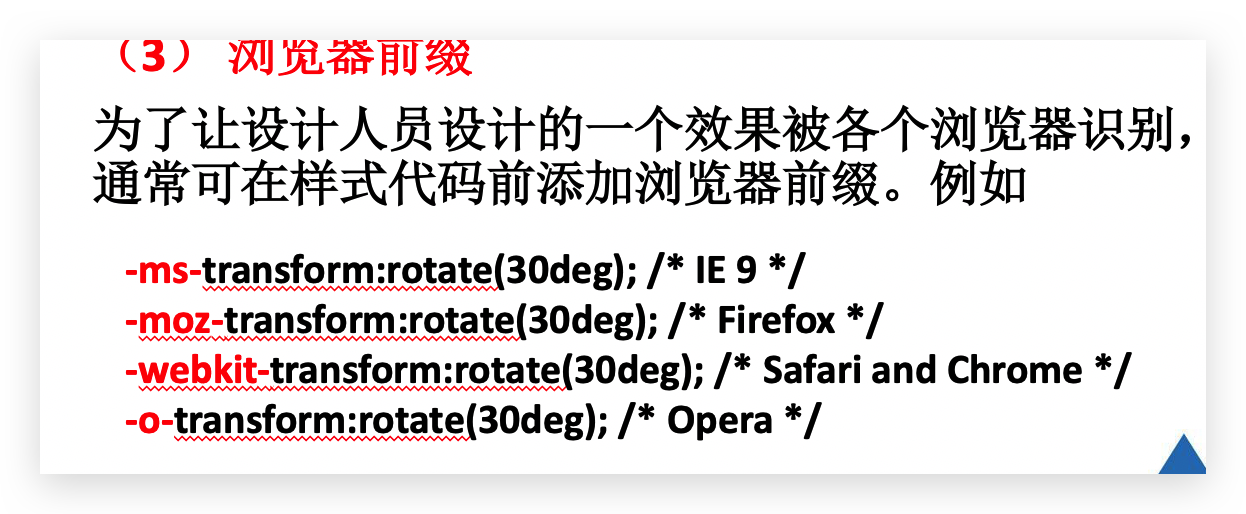 （3） 浏览器前缀
为了让设计人员设计的一个效果被各个浏览器识别，
通常可在样式代码前添加浏览器前缀。例如
-ms-transform:rotate(30deg); /* IE 9 */
-moz-transform:rotate(30deg); /* Firefox */
-webkit-transform:rotate(30deg); /* Safari and Chrome */
-o-transform:rotate(30deg); /* Opera */